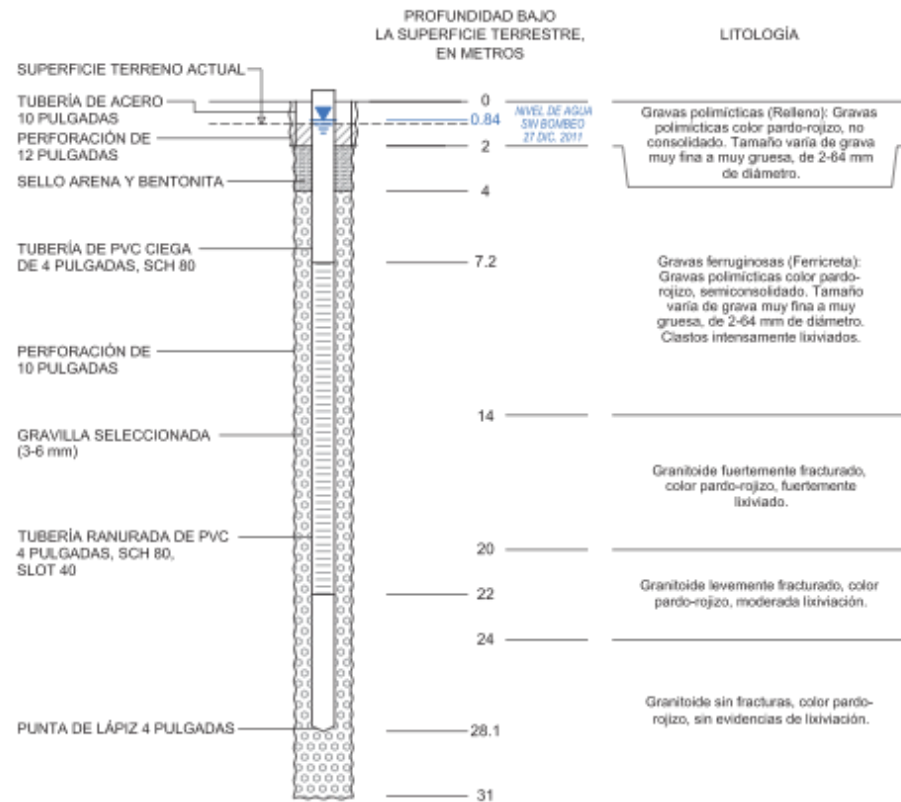 PROFUNDIDAD BAJO
LA SUPERFICIE TERRESTRE,
EN METROS
LITOLOGÍA
SUPERFICIE TERRENO ACTUAL
TUBERÍA DE ACERO
10 PULGADAS
PERFORACIÓN DE
12 PULGADAS
SELLO ARENA Y BENTONITA
TUBERÍA DE PVC CIEGA
DE 4 PULGADAS, SCH 80
PERFORACIÓN DE
10 PULGADAS
GRAVILLA SELECCIONADA
(3-6 mm)
TUBERÍA RANURADA DE PVC
4 PULGADAS, SCH 80,
SLOT 40
PUNTA DE LÁPIZ 4 PULGADAS
0
0.84
2
4
7.2
14
20
22
24
28.1
31
NIVEL DE AGUA
SIN BOMBEO
27 DIC. 2011
Gravas polimícticas (Relleno): Gravas
polimícticas color pardo-rojizo, no
consolidado. Tamaño varía de grava
muy fina a muy gruesa, de 2-64 mm
de diámetro.
Gravas ferruginosas (Ferricreta):
Gravas polimícticas color pardo-
rojizo, semiconsolidado. Tamaño
varía de grava muy fina a muy
gruesa, de 2-64 mm de diámetro.
Clastos intensamente lixiviados.
Granitoide fuertemente fracturado,
color pardo-rojizo, fuertemente
lixiviado.
Granitoide levemente fracturado, color
pardo-rojizo, moderada lixiviación.
Granitoide sin fracturas, color pardo-
rojizo, sin evidencias de lixiviación.